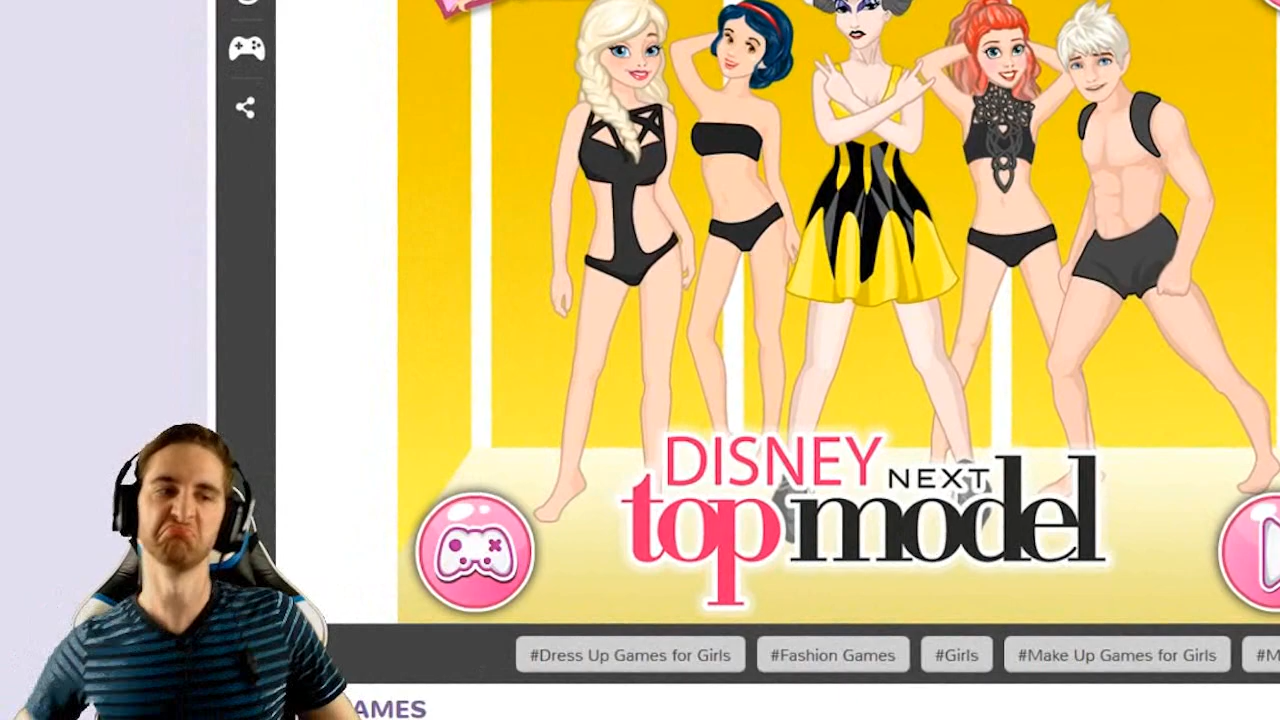 DISNEY NEXT
top model
#Dress Up Games for Girls #Fashion Games #Girls #Make Up Games for Girls #M
AMES